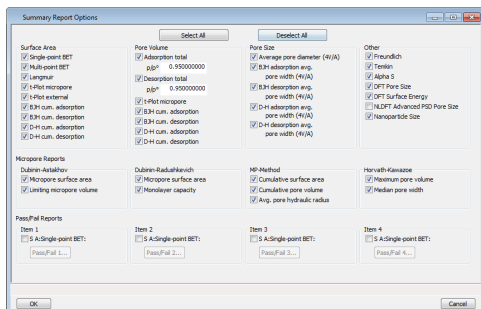 Summary Report Options
Select All
Deselect All
Surface Area
Single-point BET
Multi-point BET
Langmuir
t-Plot micropore
t-Plot external
BJH cum. adsorption
BJH cum. desorption
D-H cum. adsorption
D-H cum. desorption
Pore Volume
Adsorption total
p/p° 0.950000000
Desorption total
p/p° 0.950000000
t-Plot micropore
BJH cum. adsorption
BJH cum. desorption
D-H cum. adsorption
D-H cum. desorption
Pore Size
Average pore diameter (4V/A)
BJH adsorption avg.
pore width (4V/A)
BJH desorption avg.
pore width (4V/A)
D-H adsorption avg.
pore width (4V/A)
D-H desorption avg.
pore width (4V/A)
Other
Freundlich
Temkin
Alpha S
DFT Pore Size
DFT Surface Energy
NLDFT Advanced PSD Pore Size
Nanoparticle Size
Micropore Reports
Dubinin-Astakhov
Micropore surface area
Limiting micropore volume
Dubinin-Radushkevich
Micropore surface area
Monolayer capacity
MP-Method
Cumulative surface area
Cumulative pore volume
Avg. pore hydraulic radius
Horvath-Kawazoe
Maximum pore volume
Median pore width
Pass/Fail Reports
Item 1
S A:Single-point BET:
Pass/Fail 1...
Item 2
S A:Single-point BET:
Pass/Fail 2...
Item 3
S A:Single-point BET:
Pass/Fail 3...
Item 4
S A:Single-point BET:
Pass/Fail 4...
OK
Cancel